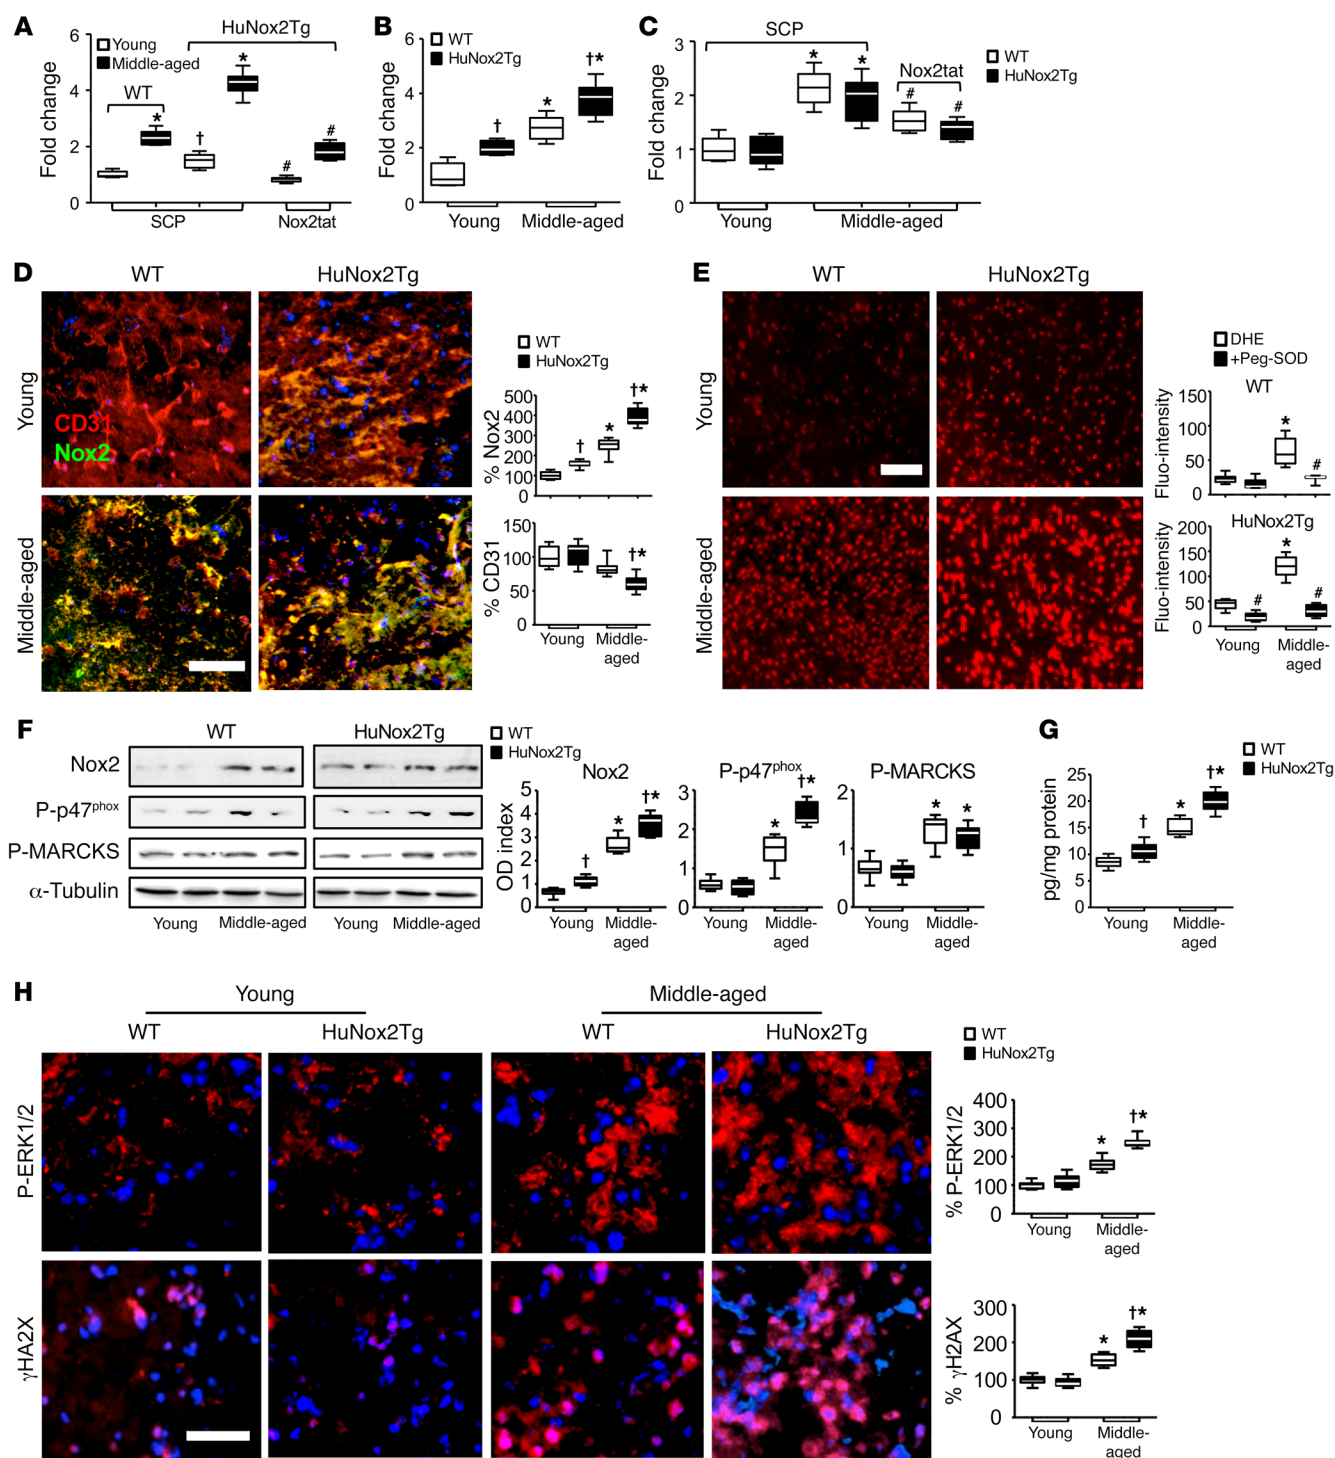 A
HuNox2Tg
Young
Middle-aged
WT
Fold change
6
4
2
0
*
†
*
#
#
SCP
Nox2tat
B
WT
HuNox2Tg
Fold change
6
4
2
0
†
*
†*
Young
Middle-aged
C
SCP
WT
HuNox2Tg
Nox2tat
Fold change
3
2
1
0
*
*
#
#
Young
Middle-aged
D
WT
HuNox2Tg
Young
Middle-aged
CD31
Nox2
WT
HuNox2Tg
% Nox2
500
400
300
200
100
0
†
*
†*
% CD31
150
100
50
0
†*
Young
Middle-
aged
E
WT
HuNox2Tg
Young
Middle-aged
DHE
+Peg-SOD
WT
Fluo-intensity
150
100
50
0
*
#
HuNox2Tg
Fluo-intensity
200
150
100
50
0
#
*
#
Young
Middle-
aged
F
WT
HuNox2Tg
Nox2
P-p47phox
P-MARCKS
α-Tubulin
Young
Middle-aged
Young
Middle-aged
WT
HuNox2Tg
Nox2
OD index
5
4
3
2
1
0
†
*
†*
Young
Middle-
aged
P-p47phox
3
2
1
0
*
†*
Young
Middle-
aged
P-MARCKS
2
1
0
*
*
Young
Middle-
aged
G
WT
HuNox2Tg
pg/mg protein
25
20
15
10
5
0
†
*
†*
Young
Middle-
aged
H
Young
Middle-aged
WT
HuNox2Tg
WT
HuNox2Tg
P-ERK1/2
γHA2X
WT
HuNox2Tg
% P-ERK1/2
400
300
200
100
0
*
†*
Young
Middle-
aged
% γH2AX
300
200
100
0
*
†*
Young
Middle-
aged